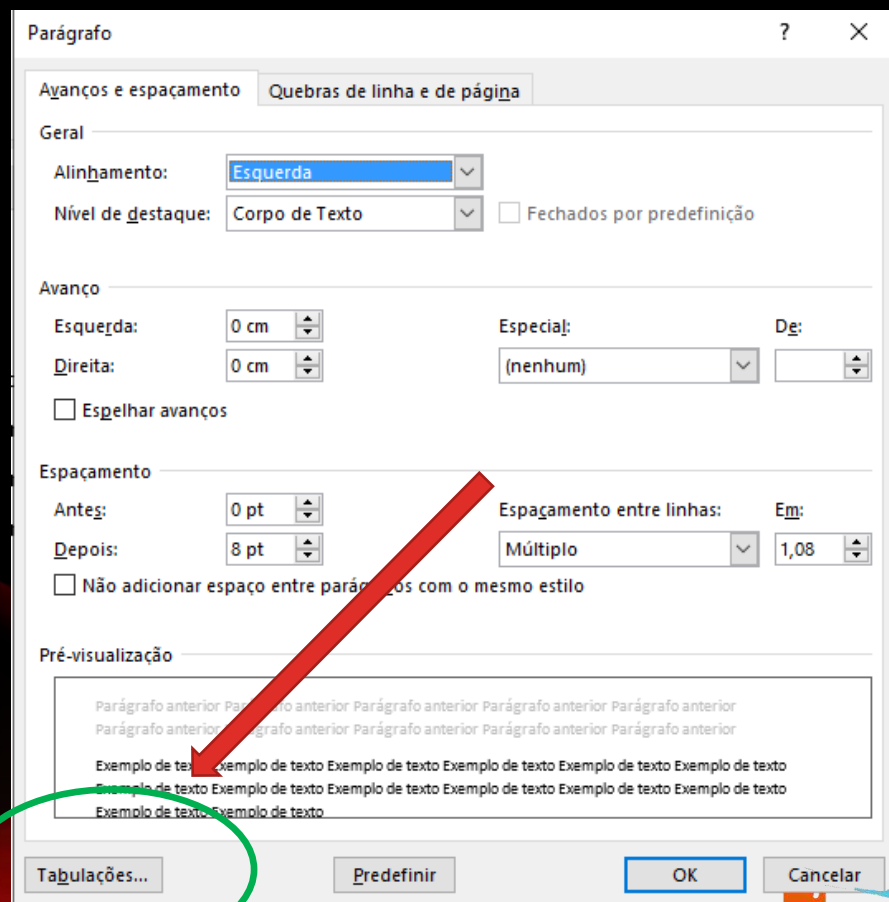 Parágrafo ? ×
Avanços e espaçamento Quebras de linha e de página
Geral
Alinhamento: Esquerda
Nível de destaque: Corpo de Texto Fechados por predefinição
Avanço
Esquerda: 0 cm Especial: De:
Direita: 0 cm (nenhum)
Espelhar avanços
Espaçamento
Antes: 0 pt Espaçamento entre linhas: Em:
Depois: 8 pt Múltiplo 1,08
Não adicionar espaço entre parágrafos com o mesmo estilo
Pré-visualização
Parágrafo anterior Parágrafo anterior Parágrafo anterior Parágrafo anterior Parágrafo anterior
Parágrafo anterior Parágrafo anterior Parágrafo anterior Parágrafo anterior Parágrafo anterior
Exemplo de texto Exemplo de texto Exemplo de texto Exemplo de texto Exemplo de texto Exemplo de texto
Exemplo de texto Exemplo de texto Exemplo de texto Exemplo de texto Exemplo de texto Exemplo de texto
Exemplo de texto Exemplo de texto
Tabulações... Predefinir OK Cancelar